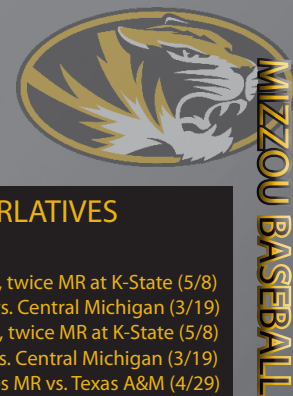 MIZZOU BASEBALL
RLATIVES
, twice MR at K-State (5/8)
s. Central Michigan (3/19)
, twice MR at K-State (5/8)
s. Central Michigan (3/19)
s MR vs. Texas A&M (4/29)